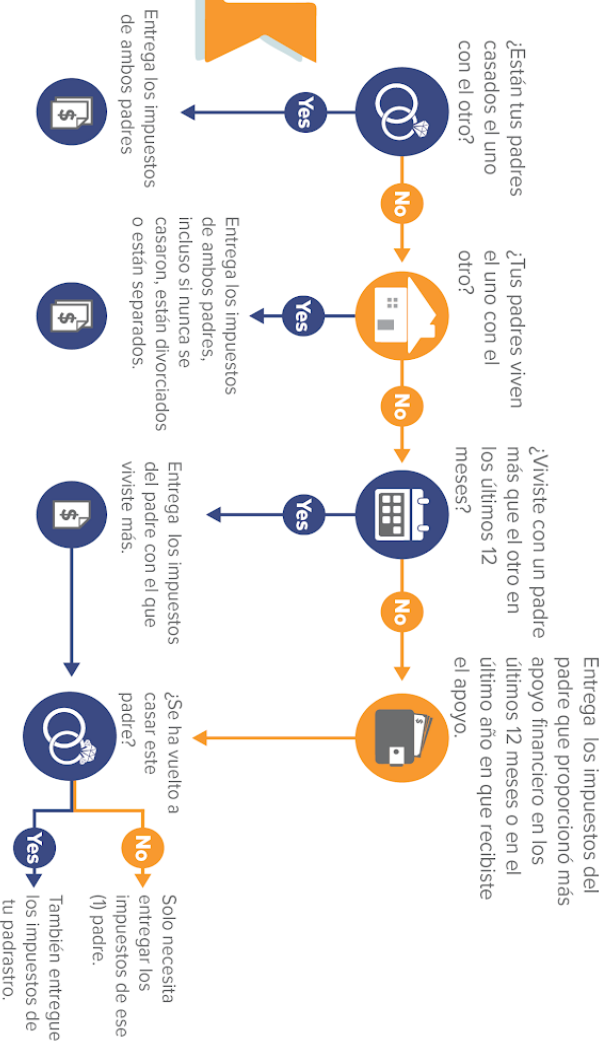 ¿Están tus padres
casados el uno
con el otro?
Yes
Entrega los impuestos
de ambos padres
No
¿Tus padres viven
el uno con el
otro?
Yes
Entrega los impuestos
de ambos padres,
incluso si nunca se
casaron, están divorciados
o están separados.
No
¿Viviste con un padre
más que el otro en
los últimos 12
meses?
Yes
Entrega los impuestos
del padre con el que
viviste más.
No
Entrega los impuestos del
padre que proporcionó más
apoyo financiero en los
últimos 12 meses o en el
último año en que recibiste
el apoyo.
¿Se ha vuelto a
casar este
padre?
No
Solo necesita
entregar los
impuestos de ese
(1) padre.
Yes
También entregue
los impuestos de
tu padrastro.